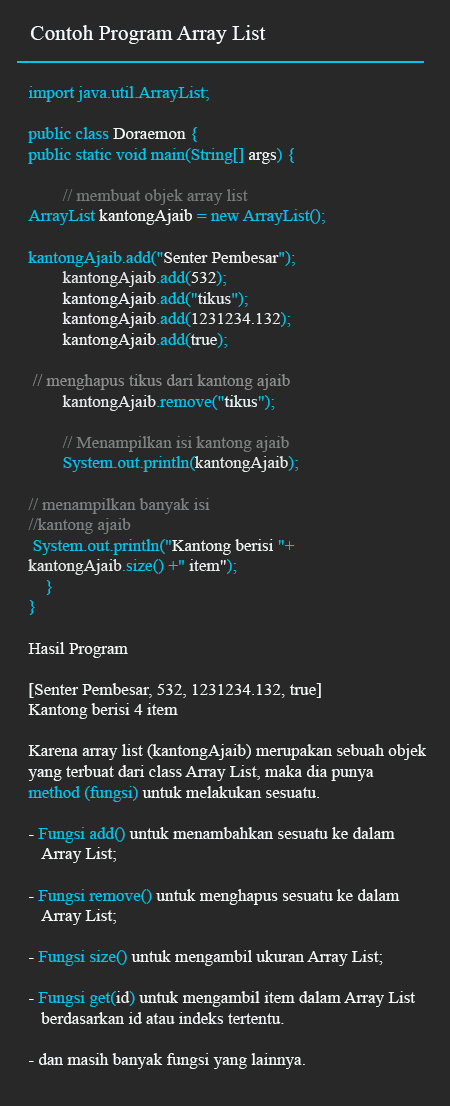 Contoh Program Array List
import java.util.ArrayList;
public class Doraemon {
public static void main(String[] args) {
// membuat objek array list
ArrayList kantongAjaib = new ArrayList();
kantongAjaib.add("Senter Pembesar");
kantongAjaib.add(532);
kantongAjaib.add("tikus");
kantongAjaib.add(1231234.132);
kantongAjaib.add(true);
// menghapus tikus dari kantong ajaib
kantongAjaib.remove("tikus");
// Menampilkan isi kantong ajaib
System.out.println(kantongAjaib);
// menampilkan banyak isi
//kantong ajaib
System.out.println("Kantong berisi "+
kantongAjaib.size() +" item");
}
}
Hasil Program
[Senter Pembesar, 532, 1231234.132, true]
Kantong berisi 4 item
Karena array list (kantongAjaib) merupakan sebuah objek
yang terbuat dari class Array List, maka dia punya
method (fungsi) untuk melakukan sesuatu.
- Fungsi add() untuk menambahkan sesuatu ke dalam
Array List;
- Fungsi remove() untuk menghapus sesuatu ke dalam
Array List;
- Fungsi size() untuk mengambil ukuran Array List;
- Fungsi get(id) untuk mengambil item dalam Array List
berdasarkan id atau indeks tertentu.
- dan masih banyak fungsi yang lainnya.